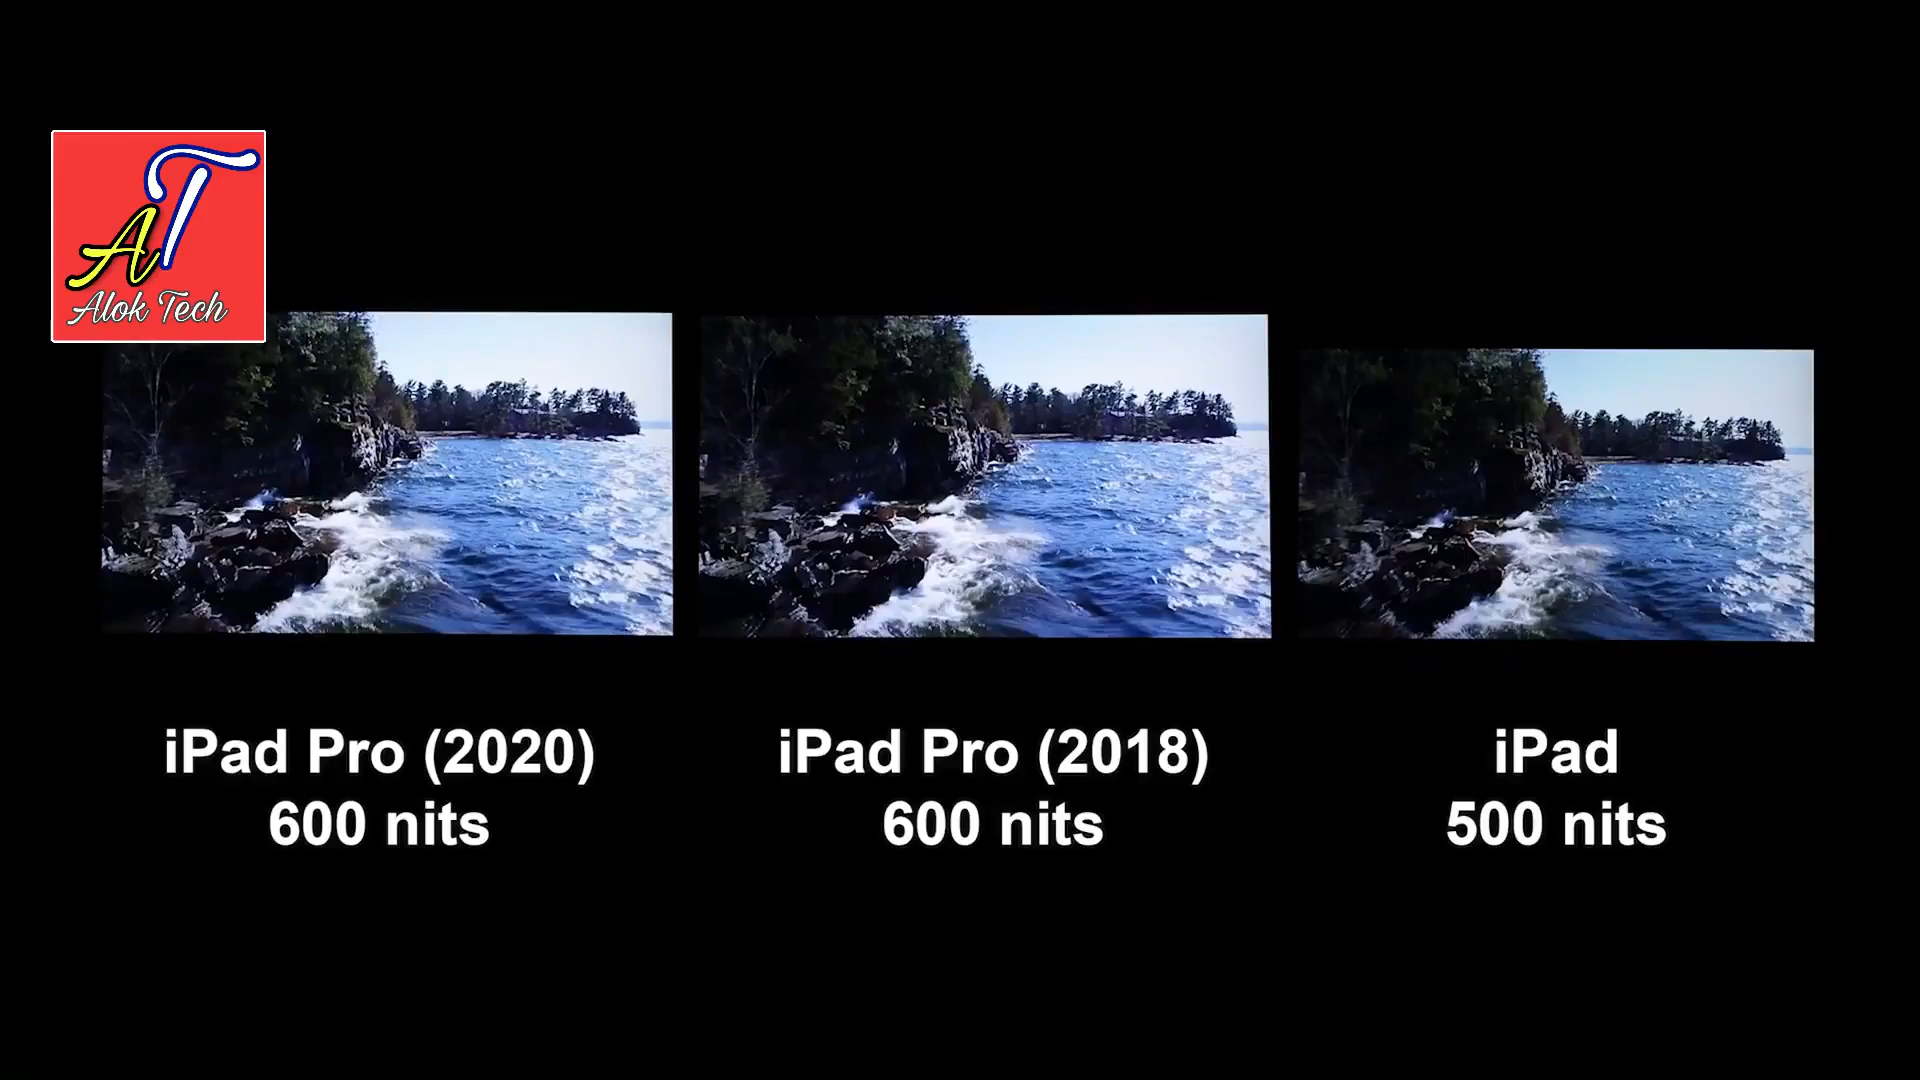 AT
Alok Tech
iPad Pro (2020)
600 nits
iPad Pro (2018)
600 nits
iPad
500 nits